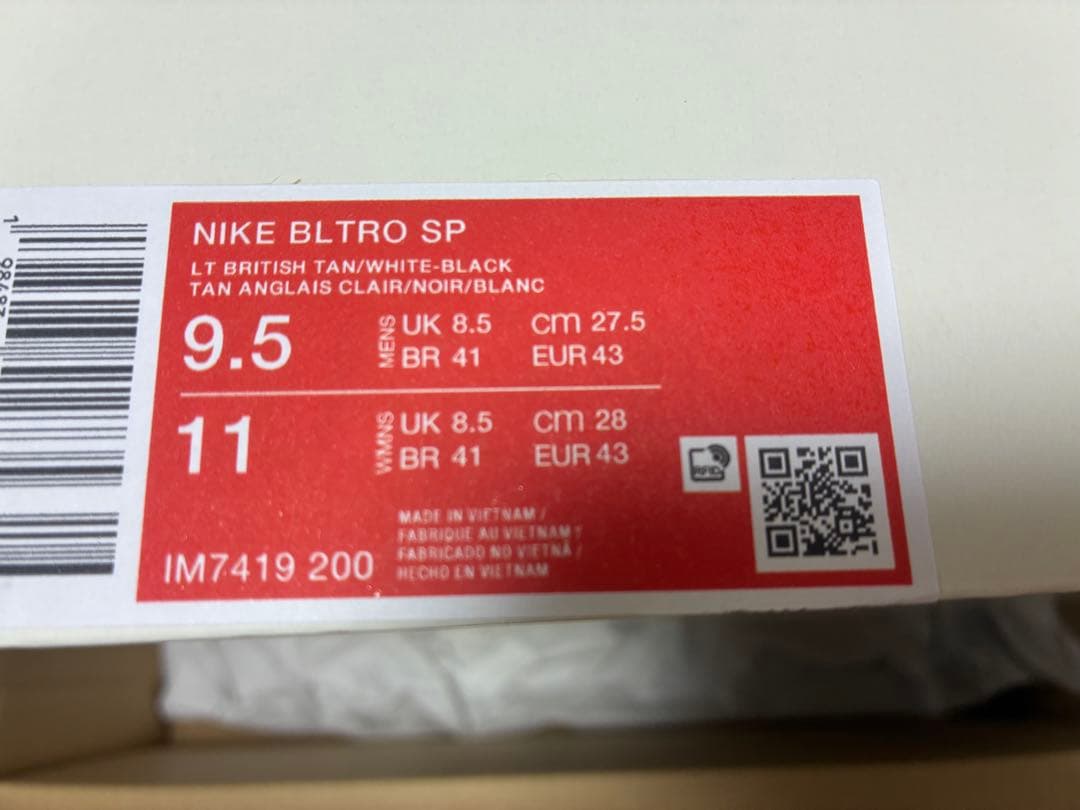 NIKE BLTRO SP
LT BRITISH TAN/WHITE-BLACK
TAN ANGLAIS CLAIR/NOIR/BLANC
9.5 MENS UK 8.5 cm 27.5
BR 41 EUR 43
11 WMNS UK 8.5 cm 28
BR 41 EUR 43
RFID
MADE IN VIETNAM /
FABRIQUE AU VIETNAM /
FABRICADO NO VIETNÃ /
HECHO EN VIETNAM
IM7419 200